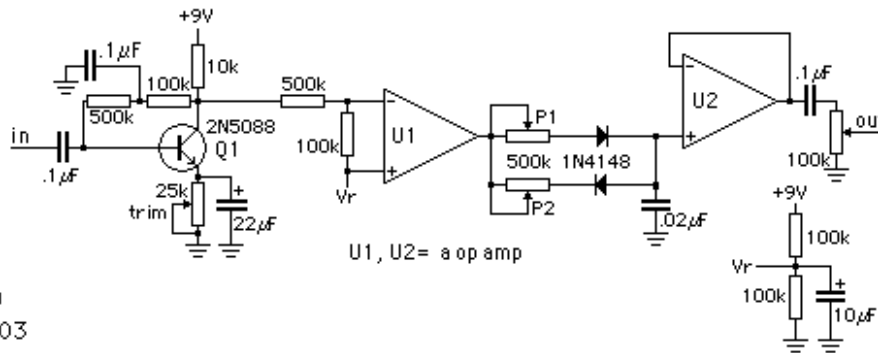 +9V
.1µF
10k
100k
500k
500k
in
2N5088
Q1
.1µF
25k
trim
+
22µF
100k
Vr
-
+
U1
P1
500k
1N4148
P2
-
+
U2
.02µF
.1µF
100k
U1, U2= a op amp
+9V
100k
Vr
100k
+
10µF
03